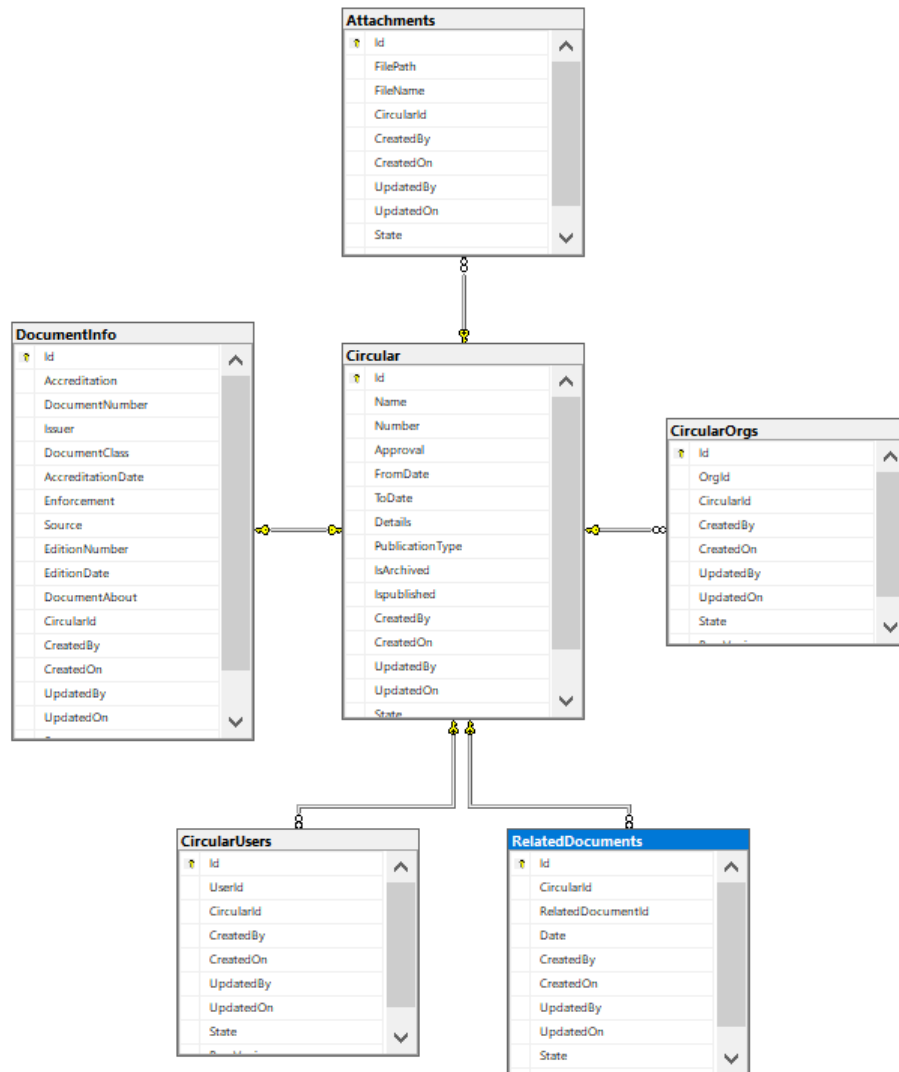 Attachments
Id
FilePath
FileName
CircularId
CreatedBy
CreatedOn
UpdatedBy
UpdatedOn
State
DocumentInfo
Id
Accreditation
DocumentNumber
Issuer
DocumentClass
AccreditationDate
Enforcement
Source
EditionNumber
EditionDate
DocumentAbout
CircularId
CreatedBy
CreatedOn
UpdatedBy
UpdatedOn
Circular
Id
Name
Number
Approval
FromDate
ToDate
Details
PublicationType
IsArchived
Ispublished
CreatedBy
CreatedOn
UpdatedBy
UpdatedOn
State
CircularOrgs
Id
OrgId
CircularId
CreatedBy
CreatedOn
UpdatedBy
UpdatedOn
State
CircularUsers
Id
UserId
CircularId
CreatedBy
CreatedOn
UpdatedBy
UpdatedOn
State
RelatedDocuments
Id
CircularId
RelatedDocumentId
Date
CreatedBy
CreatedOn
UpdatedBy
UpdatedOn
State